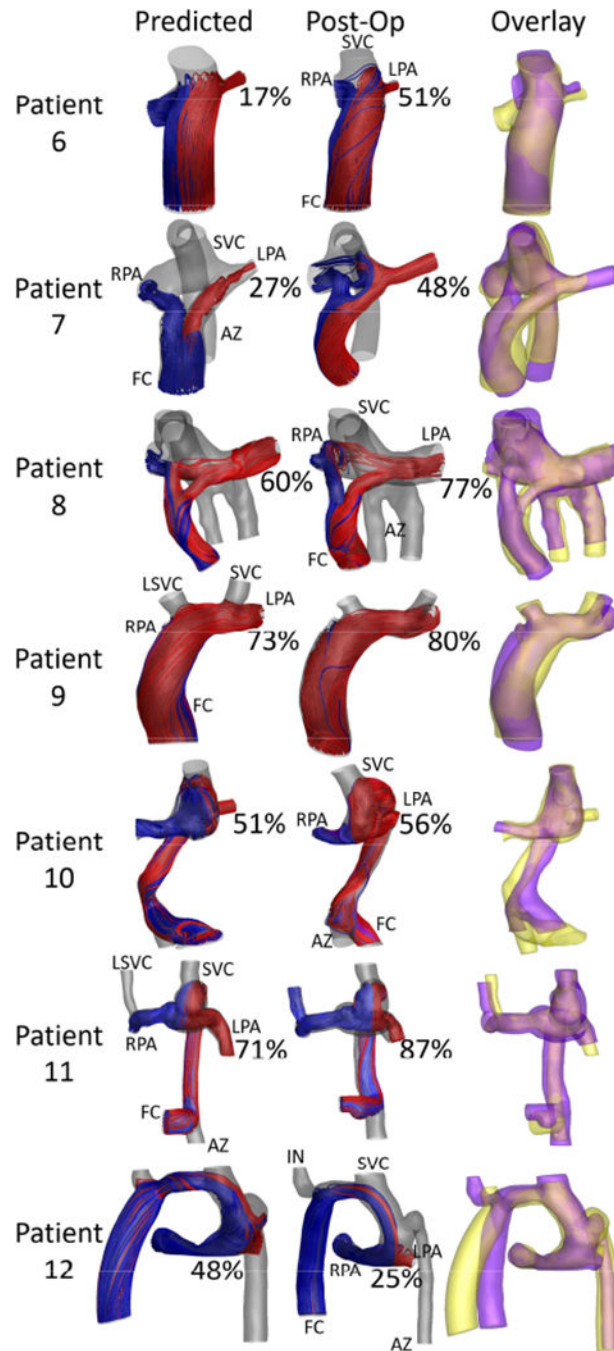 Predicted Post-Op Overlay
SVC
RPA LPA
Patient 6
17% 51%
FC
SVC
RPA LPA
Patient 7
27% 48%
AZ
FC
SVC
RPA LPA
Patient 8
60% 77%
AZ
FC
LSVC SVC
LPA
RPA
Patient 9
73% 80%
FC
SVC
LPA
Patient 10
51% RPA 56%
FC
AZ
LSVC SVC
LPA
RPA
Patient 11
71% 87%
FC
AZ
IN SVC
Patient 12
48% RPA 25% LPA
FC
AZ